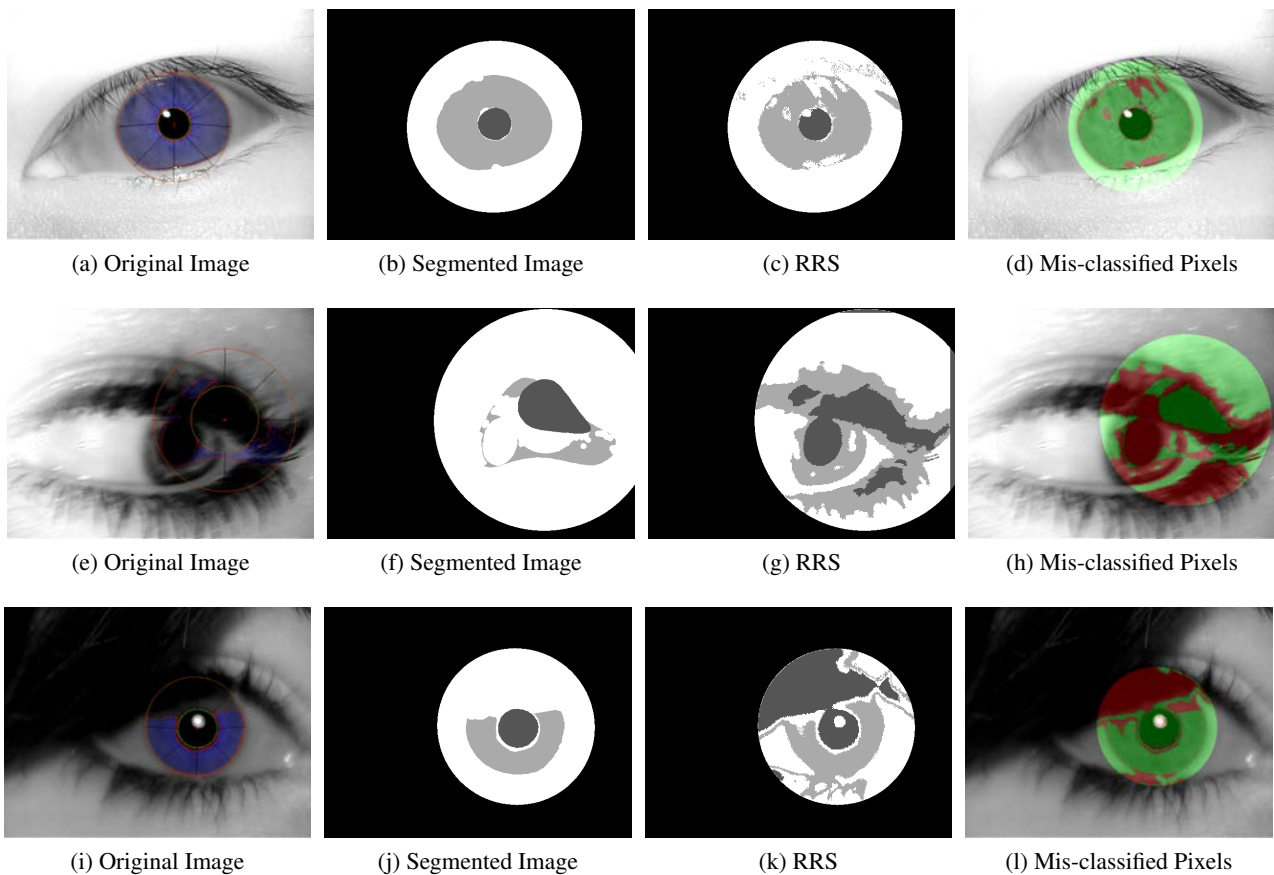 (a) Original Image
(b) Segmented Image
(c) RRS
(d) Mis-classified Pixels
(e) Original Image
(f) Segmented Image
(g) RRS
(h) Mis-classified Pixels
(i) Original Image
(j) Segmented Image
(k) RRS
(l) Mis-classified Pixels